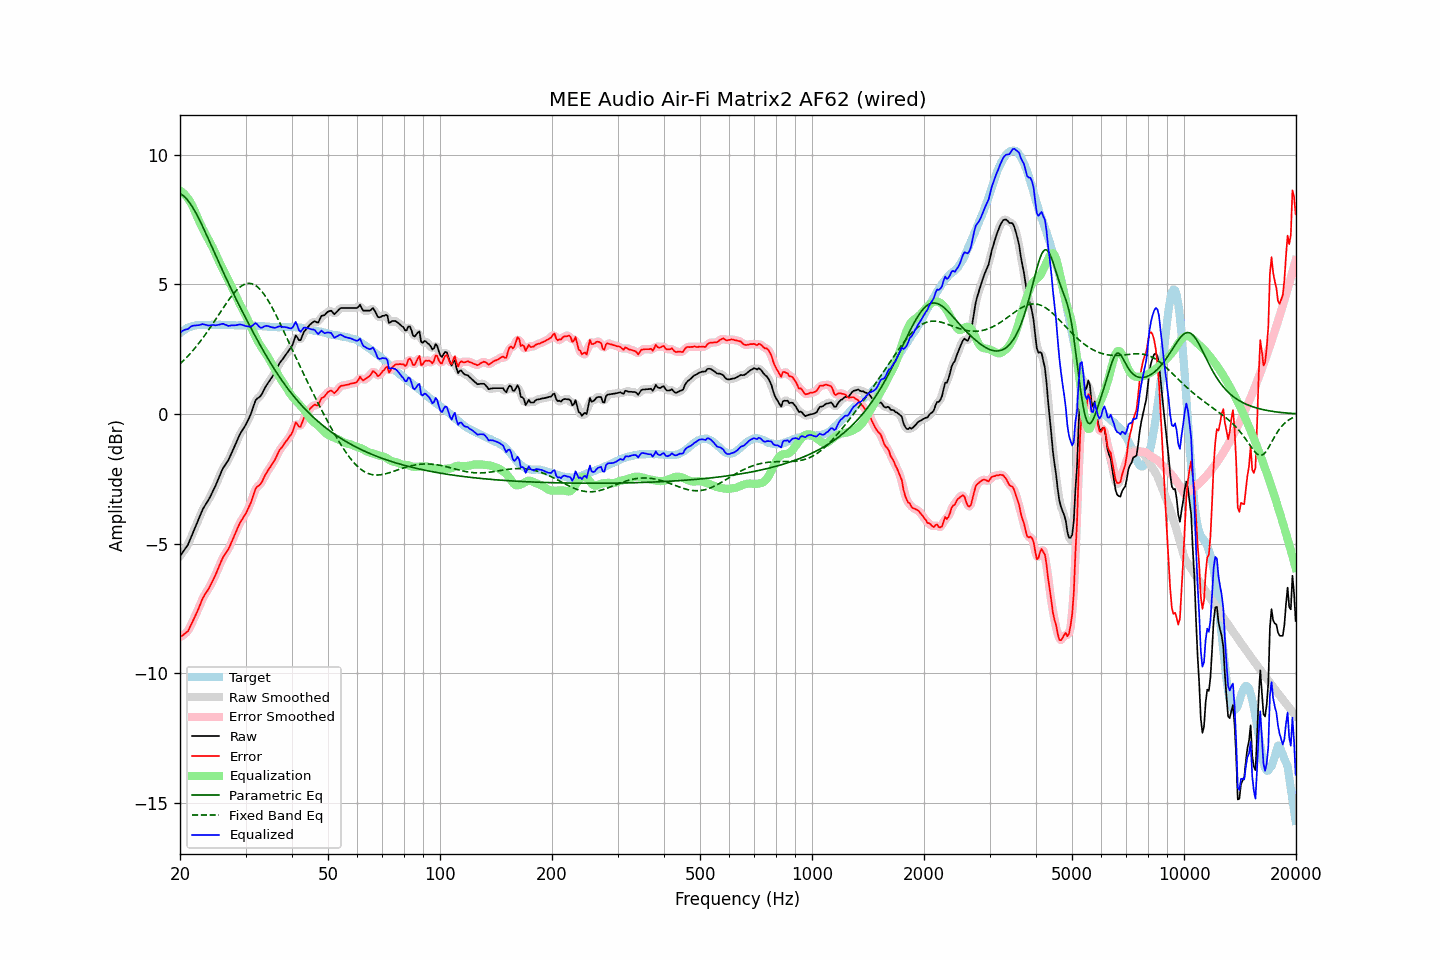 MEE Audio Air-Fi Matrix2 AF62 (wired)
Amplitude (dBr)
10
5
0
−5
−10
−15
Target
Raw Smoothed
Error Smoothed
Raw
Error
Equalization
Parametric Eq
Fixed Band Eq
Equalized
20 50 100 200 500 1000 2000 5000 10000 20000
Frequency (Hz)